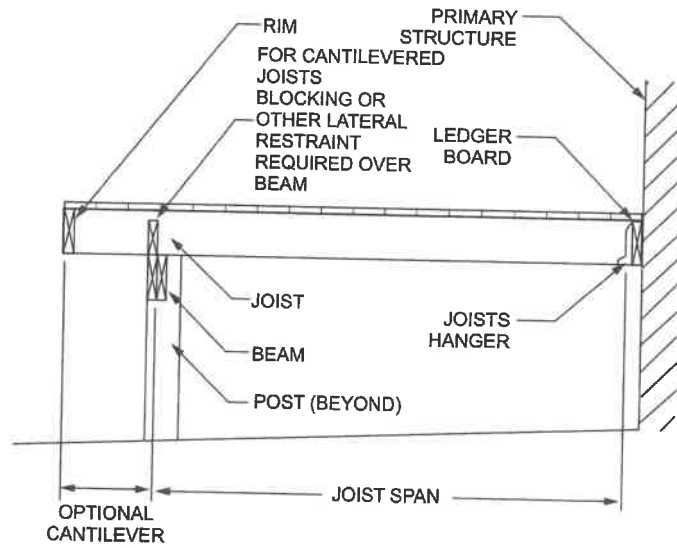 RIM
FOR CANTILEVERED
JOISTS
BLOCKING OR
OTHER LATERAL
RESTRAINT
REQUIRED OVER
BEAM
PRIMARY
STRUCTURE
LEDGER
BOARD
JOIST
BEAM
POST (BEYOND)
JOISTS
HANGER
JOIST SPAN
OPTIONAL
CANTILEVER